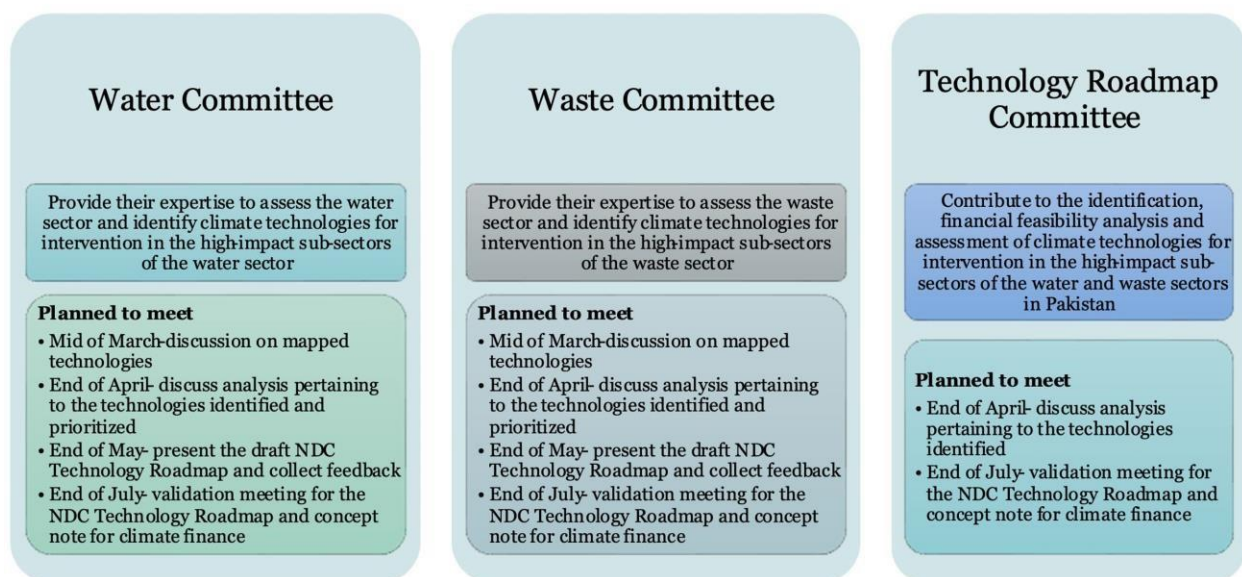 Water Committee
Provide their expertise to assess the water
sector and identify climate technologies for
intervention in the high-impact sub-sectors
of the water sector
Planned to meet
• Mid of March-discussion on mapped
technologies
• End of April- discuss analysis pertaining
to the technologies identified and
prioritized
• End of May- present the draft NDC
Technology Roadmap and collect feedback
• End of July- validation meeting for the
NDC Technology Roadmap and concept
note for climate finance
Waste Committee
Provide their expertise to assess the waste
sector and identify climate technologies for
intervention in the high-impact sub-sectors
of the waste sector
Planned to meet
• Mid of March-discussion on mapped
technologies
• End of April- discuss analysis pertaining
to the technologies identified and
prioritized
• End of May- present the draft NDC
Technology Roadmap and collect feedback
• End of July- validation meeting for the
NDC Technology Roadmap and concept
note for climate finance
Technology Roadmap
Committee
Contribute to the identification,
financial feasibility analysis and
assessment of climate technologies for
intervention in the high-impact sub-
sectors of the water and waste sectors
in Pakistan
Planned to meet
• End of April- discuss analysis
pertaining to the technologies
identified
• End of July- validation meeting for
the NDC Technology Roadmap and
concept note for climate finance